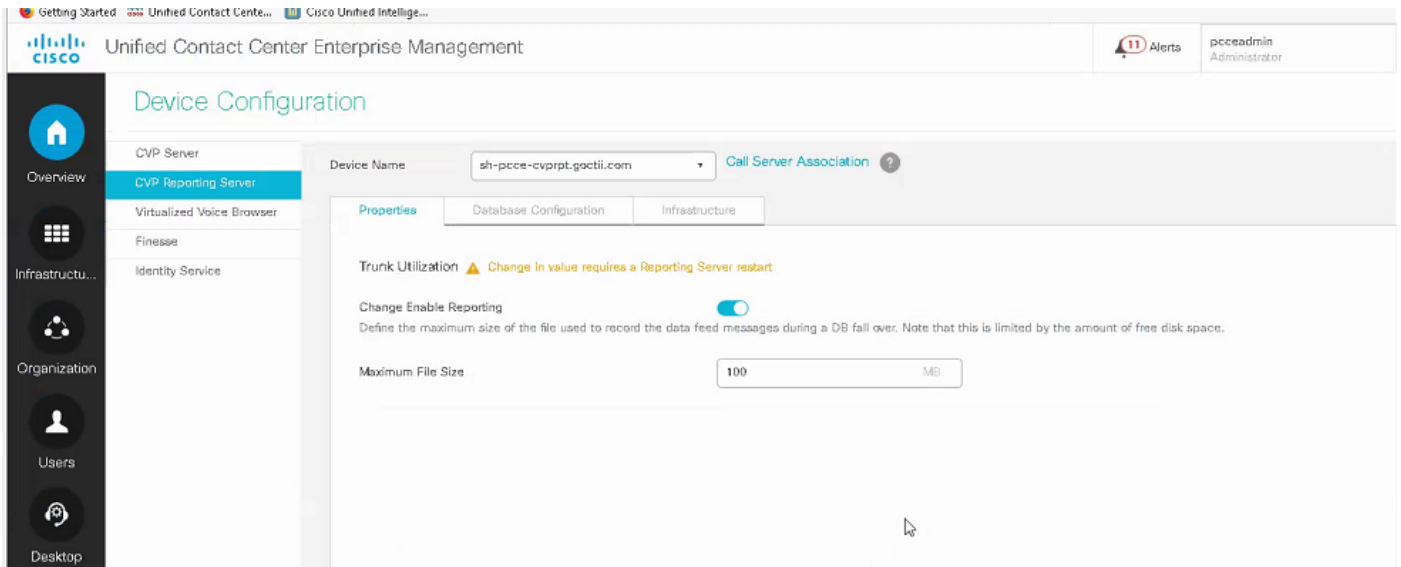 Getting Started Unified Contact Cente... Cisco Unified Intellige...
CISCO Unified Contact Center Enterprise Management
11 Alerts
pcceadmin
Administrator
Device Configuration
Overview
Infrastructu...
Organization
Users
Desktop
CVP Server
CVP Reporting Server
Virtualized Voice Browser
Finesse
Identity Service
Device Name sh-pcce-cvprpt.goctii.com Call Server Association ?
Properties Database Configuration Infrastructure
Trunk Utilization Change in value requires a Reporting Server restart
Change Enable Reporting
Define the maximum size of the file used to record the data feed messages during a DB fall over. Note that this is limited by the amount of free disk space.
Maximum File Size 100 MB